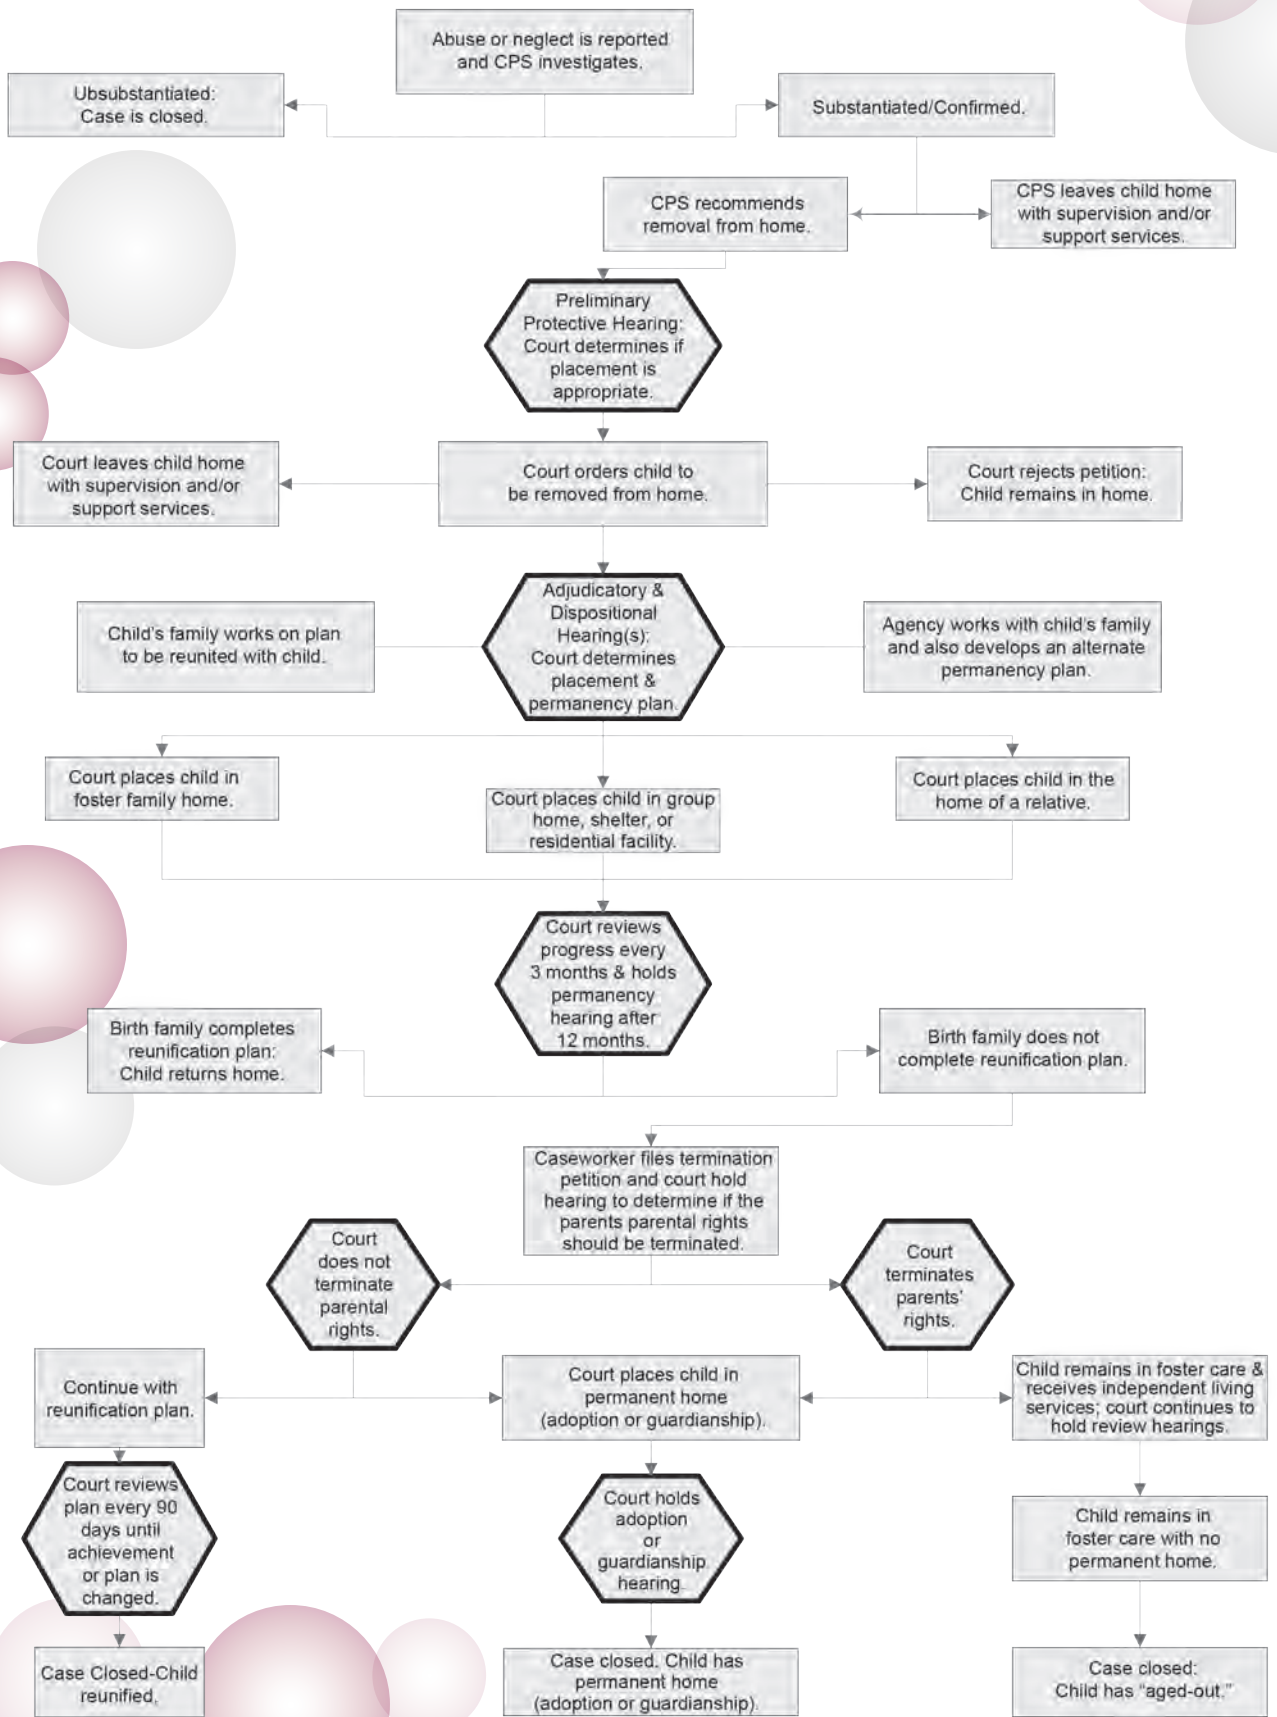 Abuse or neglect is reported
and CPS investigates.
Ubsubstantiated:
Case is closed.
Substantiated/Confirmed.
CPS recommends
removal from home.
CPS leaves child home
with supervision and/or
support services.
Preliminary
Protective Hearing:
Court determines if
placement is
appropriate.
Court leaves child home
with supervision and/or
support services.
Court orders child to
be removed from home.
Court rejects petition:
Child remains in home.
Child's family works on plan
to be reunited with child.
Adjudicatory &
Dispositional
Hearing(s):
Court determines
placement &
permanency plan.
Agency works with child's family
and also develops an alternate
permanency plan.
Court places child in
foster family home.
Court places child in group
home, shelter, or
residential facility.
Court places child in the
home of a relative.
Court reviews
progress every
3 months & holds
permanency
hearing after
12 months.
Birth family completes
reunification plan:
Child returns home.
Birth family does not
complete reunification plan.
Caseworker files termination
petition and court hold
hearing to determine if the
parents parental rights
should be terminated.
Court
does not
terminate
parental
rights.
Court
terminates
parents'
rights.
Continue with
reunification plan.
Court places child in
permanent home
(adoption or guardianship).
Child remains in foster care &
receives independent living
services; court continues to
hold review hearings.
Court reviews
plan every 90
days until
achievement
or plan is
changed.
Court holds
adoption
or
guardianship
hearing.
Child remains in
foster care with no
permanent home.
Case Closed-Child
reunified.
Case closed. Child has
permanent home
(adoption or guardianship).
Case closed:
Child has "aged-out."